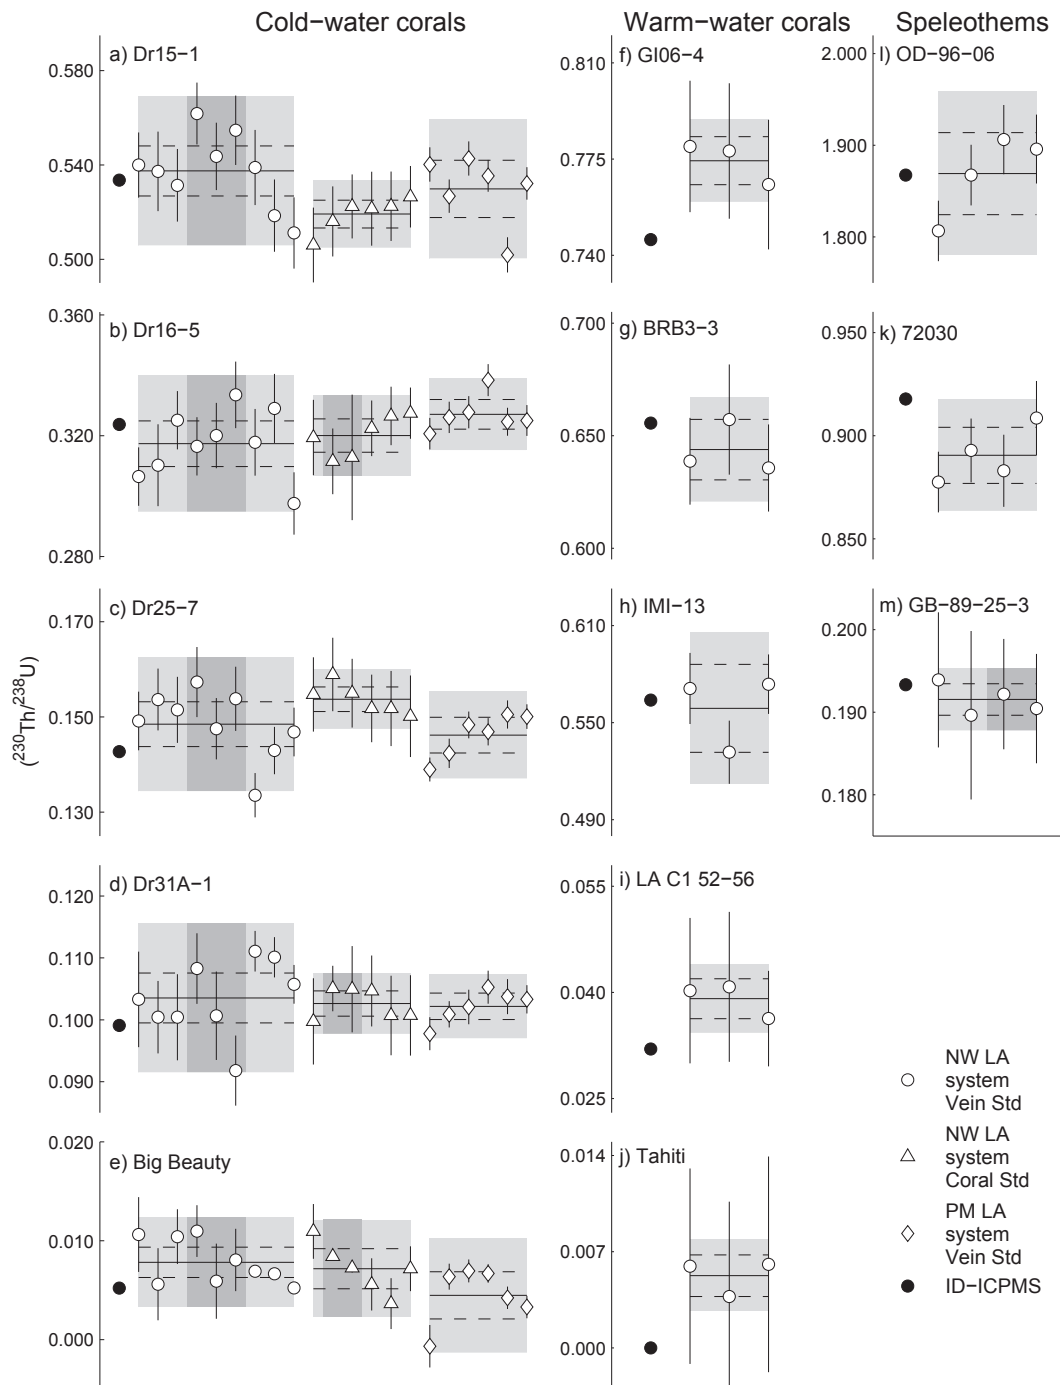 Cold−water corals
Warm−water corals
Speleothems
(²³⁰Th/²³⁸U)
a) Dr15−1
0.580
0.540
0.500
b) Dr16−5
0.360
0.320
0.280
c) Dr25−7
0.170
0.150
0.130
d) Dr31A−1
0.120
0.110
0.100
0.090
e) Big Beauty
0.020
0.010
0.000
f) GI06−4
0.810
0.775
0.740
g) BRB3−3
0.700
0.650
0.600
h) IMI−13
0.610
0.550
0.490
i) LA C1 52−56
0.055
0.040
0.025
j) Tahiti
0.014
0.007
0.000
l) OD−96−06
2.000
1.900
1.800
k) 72030
0.950
0.900
0.850
m) GB−89−25−3
0.200
0.190
0.180
NW LA
system
Vein Std
NW LA
system
Coral Std
PM LA
system
Vein Std
ID−ICPMS